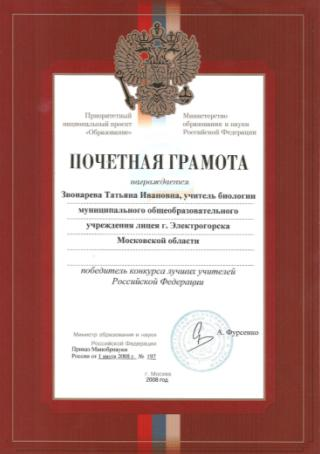 Приоритетный
национальный проект
«Образование»
Министерство
образования и науки
Российской Федерации
ПОЧЕТНАЯ ГРАМОТА
награждается
Звонарева Татьяна Ивановна, учитель биологии
муниципального общеобразовательного
учреждения лицея г. Электрогорска
Московской области
победитель конкурса лучших учителей
Российской Федерации
Министр образования и науки
Российской Федерации
А. Фурсенко
Приказ Минобрнауки
России от 1 июля 2008 г. № 197
г. Москва
2008 год